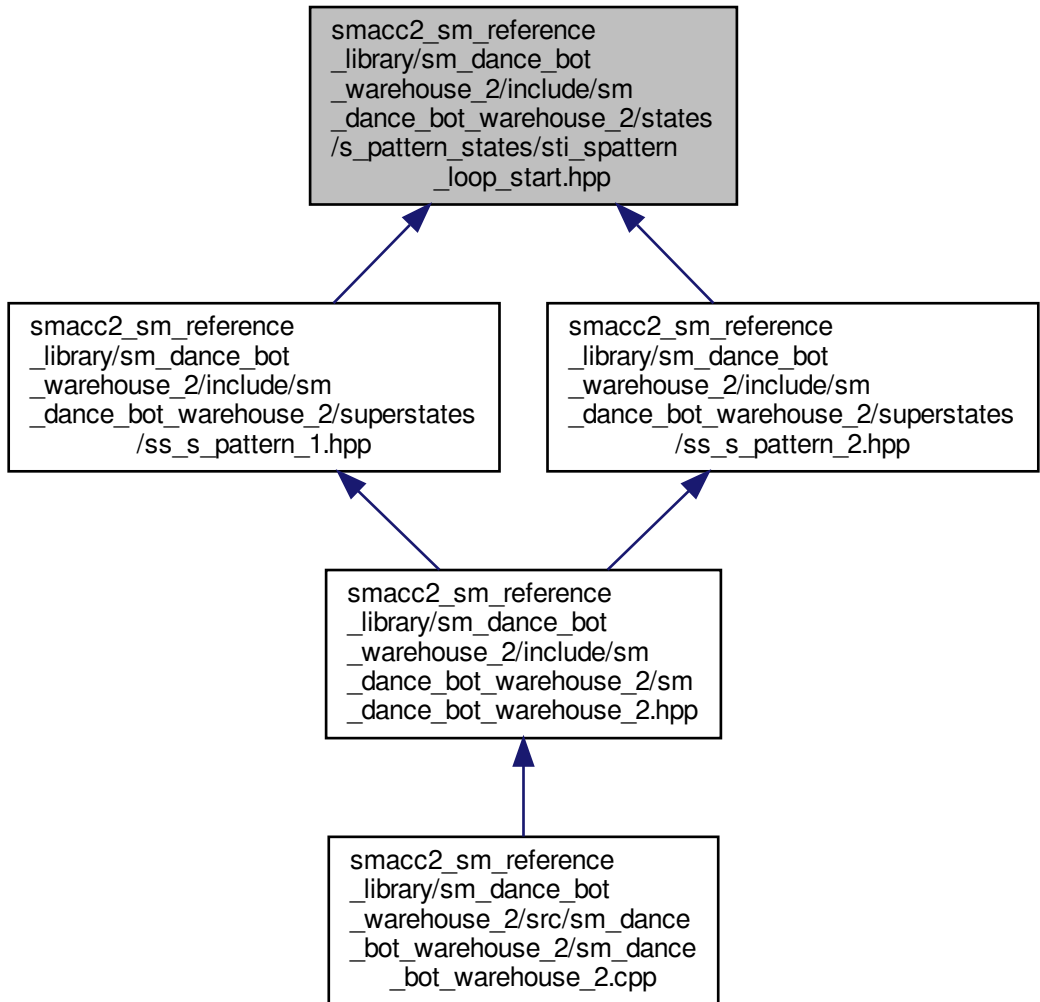 smacc2_sm_reference
_library/sm_dance_bot
_warehouse_2/include/sm
_dance_bot_warehouse_2/states
/s_pattern_states/sti_spattern
_loop_start.hpp
smacc2_sm_reference
_library/sm_dance_bot
_warehouse_2/include/sm
_dance_bot_warehouse_2/superstates
/ss_s_pattern_1.hpp
smacc2_sm_reference
_library/sm_dance_bot
_warehouse_2/include/sm
_dance_bot_warehouse_2/superstates
/ss_s_pattern_2.hpp
smacc2_sm_reference
_library/sm_dance_bot
_warehouse_2/include/sm
_dance_bot_warehouse_2/sm
_dance_bot_warehouse_2.hpp
smacc2_sm_reference
_library/sm_dance_bot
_warehouse_2/src/sm_dance
_bot_warehouse_2/sm_dance
_bot_warehouse_2.cpp